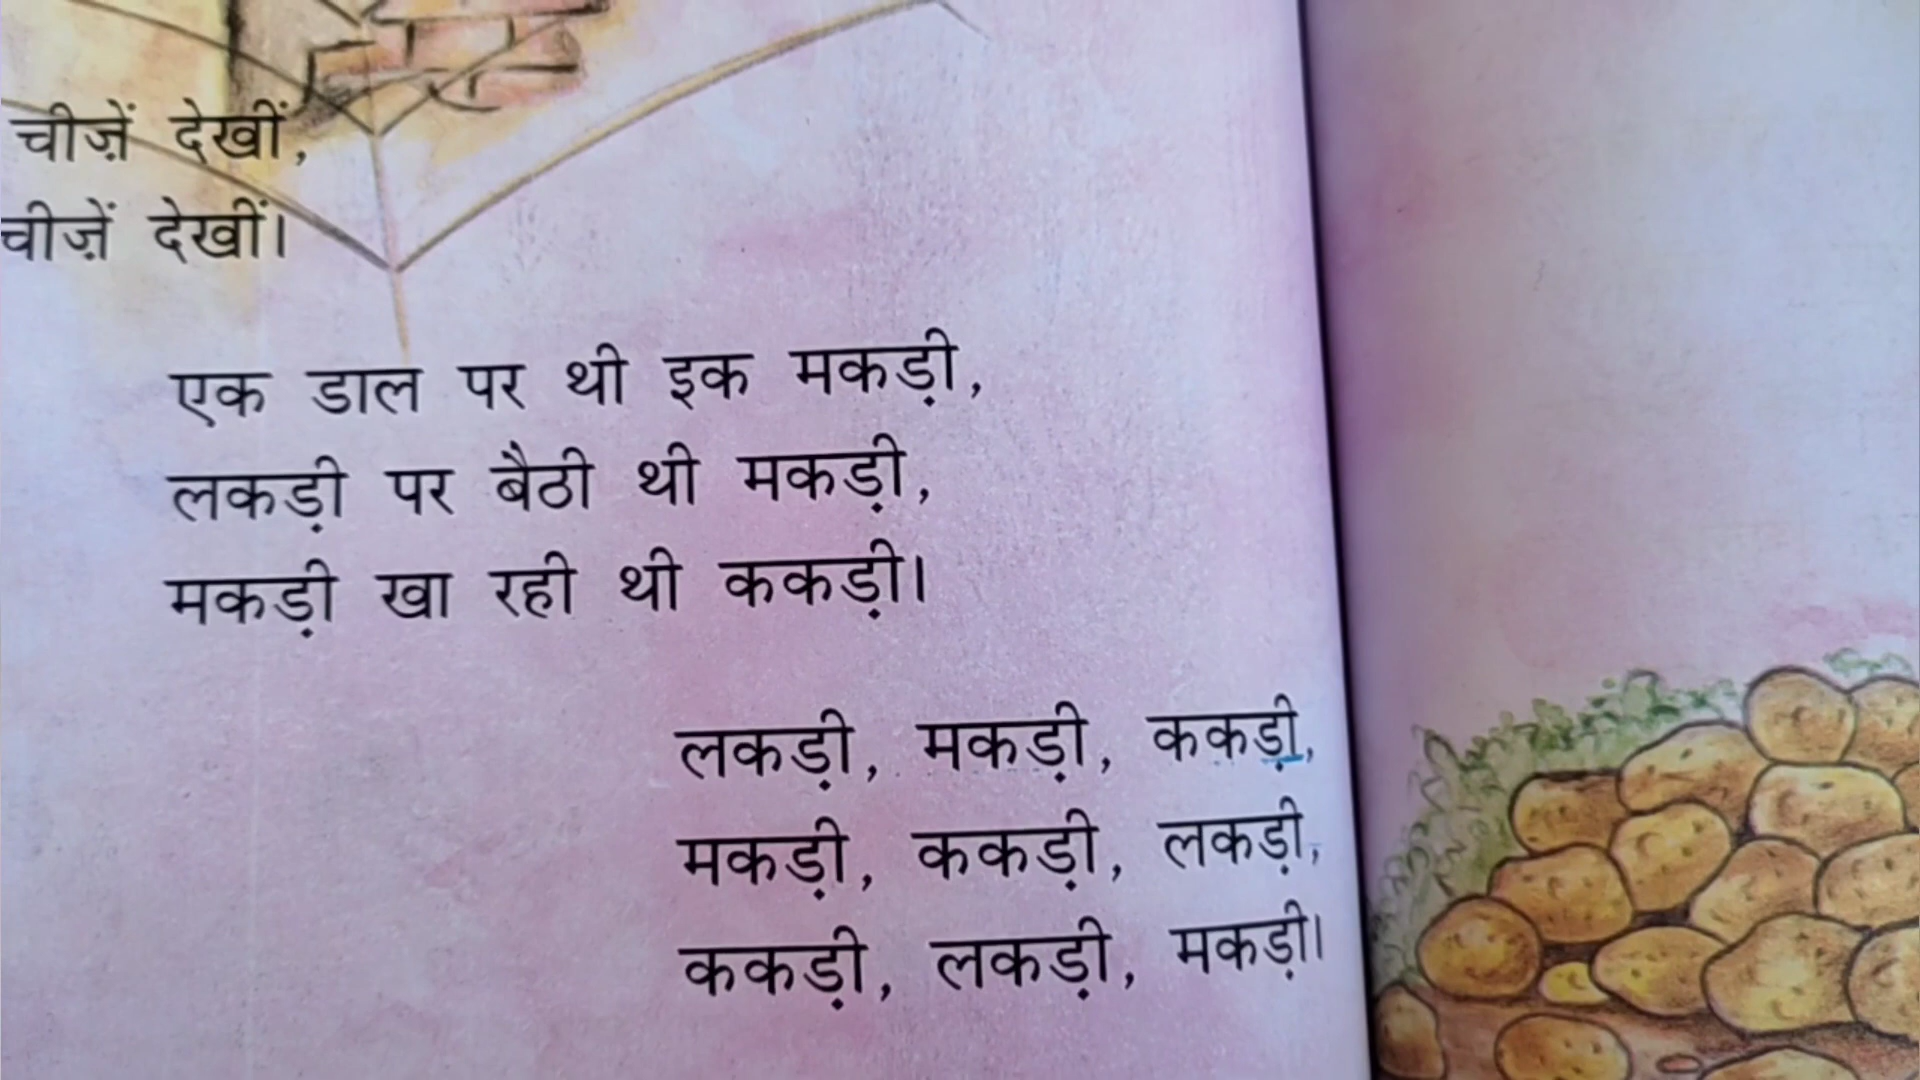 चीज़ें देखीं,
चीज़ें देखीं।
एक डाल पर थी इक मकड़ी,
लकड़ी पर बैठी थी मकड़ी,
मकड़ी खा रही थी ककड़ी।
लकड़ी, मकड़ी, ककड़ी,
मकड़ी, ककड़ी, लकड़ी,
ककड़ी, लकड़ी, मकड़ी।